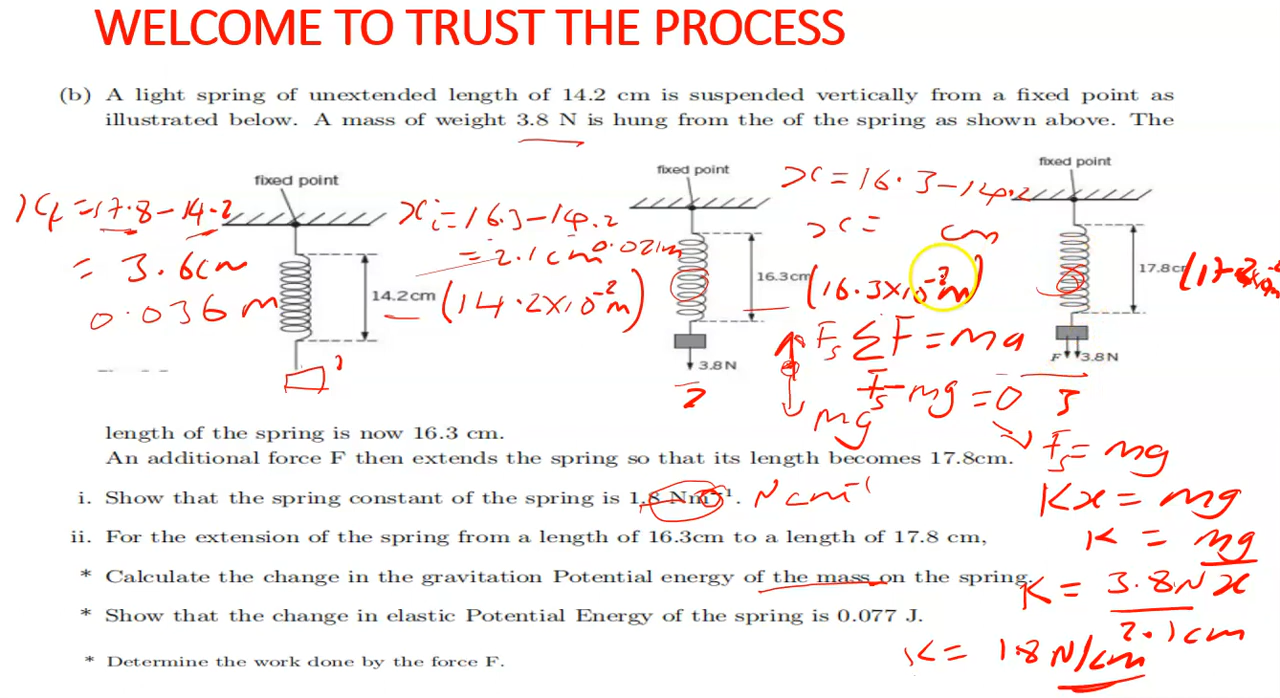 WELCOME TO TRUST THE PROCESS
(b) A light spring of unextended length of 14.2 cm is suspended vertically from a fixed point as
illustrated below. A mass of weight 3.8 N is hung from the of the spring as shown above. The
fixed point
fixed point
fixed point
x = 16.3 - 14.2
= 17.8 - 14.2
xi = 16.3 - 14.2
x = cm
= 3.6cm
= 2.1cm 0.021m
0.036 m
14.2cm
(14.2x10⁻²m)
16.3cm
(16.3x10⁻²m)
17.8c
3.8N
F 3.8N
Fs
ΣF = ma
Fs - mg = 0
mg
1
2
3
Fs = mg
length of the spring is now 16.3 cm.
An additional force F then extends the spring so that its length becomes 17.8cm.
Kx = mg
i. Show that the spring constant of the spring is 1.8 Nm⁻¹. Ncm⁻¹
ii. For the extension of the spring from a length of 16.3cm to a length of 17.8 cm,
K = mg
x
* Calculate the change in the gravitation Potential energy of the mass on the spring.
K = 3.8N
2.1cm
* Show that the change in elastic Potential Energy of the spring is 0.077 J.
K = 1.8 N/cm
* Determine the work done by the force F.